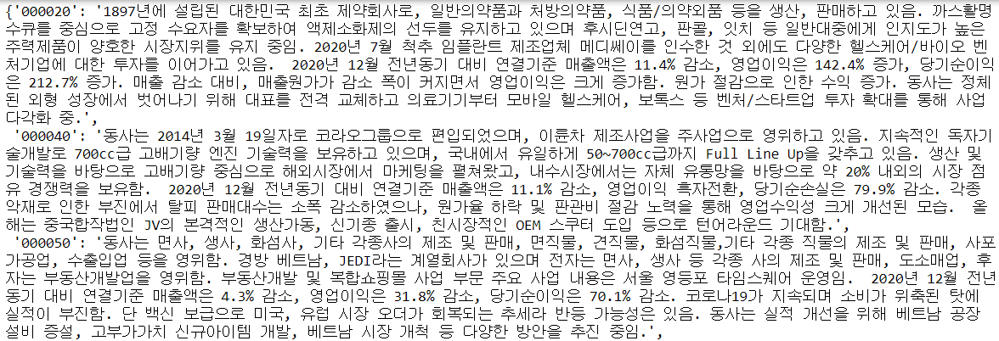 {'000020': '1897년에 설립된 대한민국 최초 제약회사로, 일반의약품과 처방의약품, 식품/의약외품 등을 생산, 판매하고 있음. 까스활명
수큐를 중심으로 고정 수요자를 확보하여 액제소화제의 선두를 유지하고 있으며 후시딘연고, 판콜, 잇치 등 일반대중에게 인지도가 높은
주력제품이 양호한 시장지위를 유지 중임. 2020년 7월 척추 임플란트 제조업체 메디쎄이를 인수한 것 외에도 다양한 헬스케어/바이오 벤
처기업에 대한 투자를 이어가고 있음.  2020년 12월 전년동기 대비 연결기준 매출액은 11.4% 감소, 영업이익은 142.4% 증가, 당기순이익
은 212.7% 증가. 매출 감소 대비, 매출원가가 감소 폭이 커지면서 영업이익은 크게 증가함. 원가 절감으로 인한 수익 증가. 동사는 정체
된 외형 성장에서 벗어나기 위해 대표를 전격 교체하고 의료기기부터 모바일 헬스케어, 보톡스 등 벤처/스타트업 투자 확대를 통해 사업
다각화 중.',
'000040': '동사는 2014년 3월 19일자로 코라오그룹으로 편입되었으며, 이륜차 제조사업을 주사업으로 영위하고 있음. 지속적인 독자기
술개발로 700cc급 고배기량 엔진 기술력을 보유하고 있으며, 국내에서 유일하게 50~700cc급까지 Full Line Up을 갖추고 있음. 생산 및
기술력을 바탕으로 고배기량 중심으로 해외시장에서 마케팅을 펼쳐왔고, 내수시장에서는 자체 유통망을 바탕으로 약 20% 내외의 시장 점
유 경쟁력을 보유함.  2020년 12월 전년동기 대비 연결기준 매출액은 11.1% 감소, 영업이익 흑자전환, 당기순손실은 79.9% 감소. 각종
악재로 인한 부진에서 탈피 판매대수는 소폭 감소하였으나, 원가율 하락 및 판관비 절감 노력을 통해 영업수익성 크게 개선된 모습.  올
해는 중국합작법인 JV의 본격적인 생산가동, 신기종 출시, 친시장적인 OEM 스쿠터 도입 등으로 턴어라운드 기대함.',
'000050': '동사는 면사, 생사, 화섬사, 기타 각종사의 제조 및 판매, 면직물, 견직물, 화섬직물,기타 각종 직물의 제조 및 판매, 사포
가공업, 수출입업 등을 영위함. 경방 베트남, JEDI라는 계열회사가 있으며 전자는 면사, 생사 등 각종 사의 제조 및 판매, 도소매업, 후
자는 부동산개발업을 영위함. 부동산개발 및 복합쇼핑몰 사업 부문 주요 사업 내용은 서울 영등포 타임스퀘어 운영임.  2020년 12월 전년
동기 대비 연결기준 매출액은 4.3% 감소, 영업이익은 31.8% 감소, 당기순이익은 70.1% 감소. 코로나19가 지속되며 소비가 위축된 탓에
실적이 부진함. 단 백신 보급으로 미국, 유럽 시장 오더가 회복되는 추세라 반등 가능성은 있음. 동사는 실적 개선을 위해 베트남 공장
설비 증설, 고부가가치 신규아이템 개발, 베트남 시장 개척 등 다양한 방안을 추진 중임.',